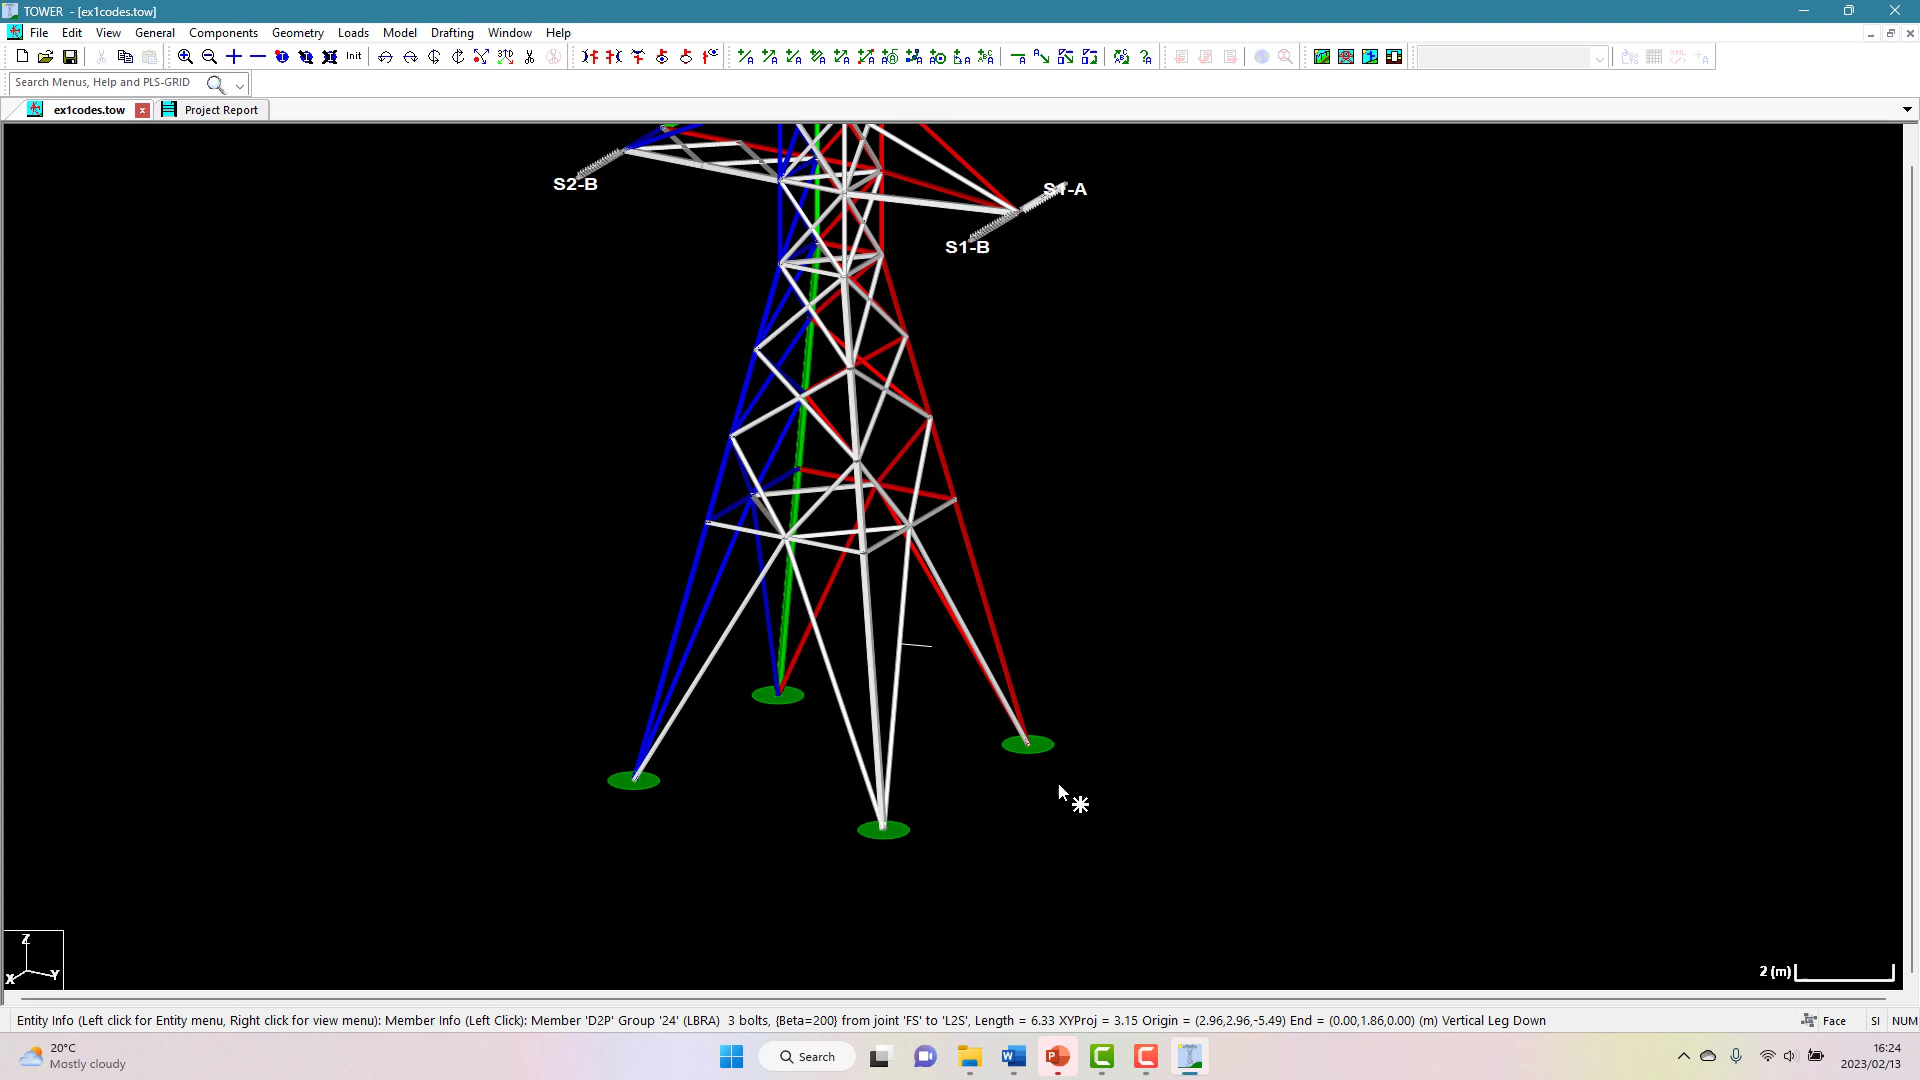 TOWER - [ex1codes.tow]
File Edit View General Components Geometry Loads Model Drafting Window Help
Init
Search Menus, Help and PLS-GRID
ex1codes.tow Project Report
S2-B
S1-A
S1-B
Z
X Y
2 (m)
Entity Info (Left click for Entity menu, Right click for view menu): Member Info (Left Click): Member 'D2P' Group '24' (LBRA) 3 bolts, {Beta=200} from joint 'FS' to 'L2S', Length = 6.33 XYProj = 3.15 Origin = (2.96,2.96,-5.49) End = (0.00,1.86,0.00) (m) Vertical Leg Down
Face SI NUM
20°C
Mostly cloudy
Search
16:24
2023/02/13